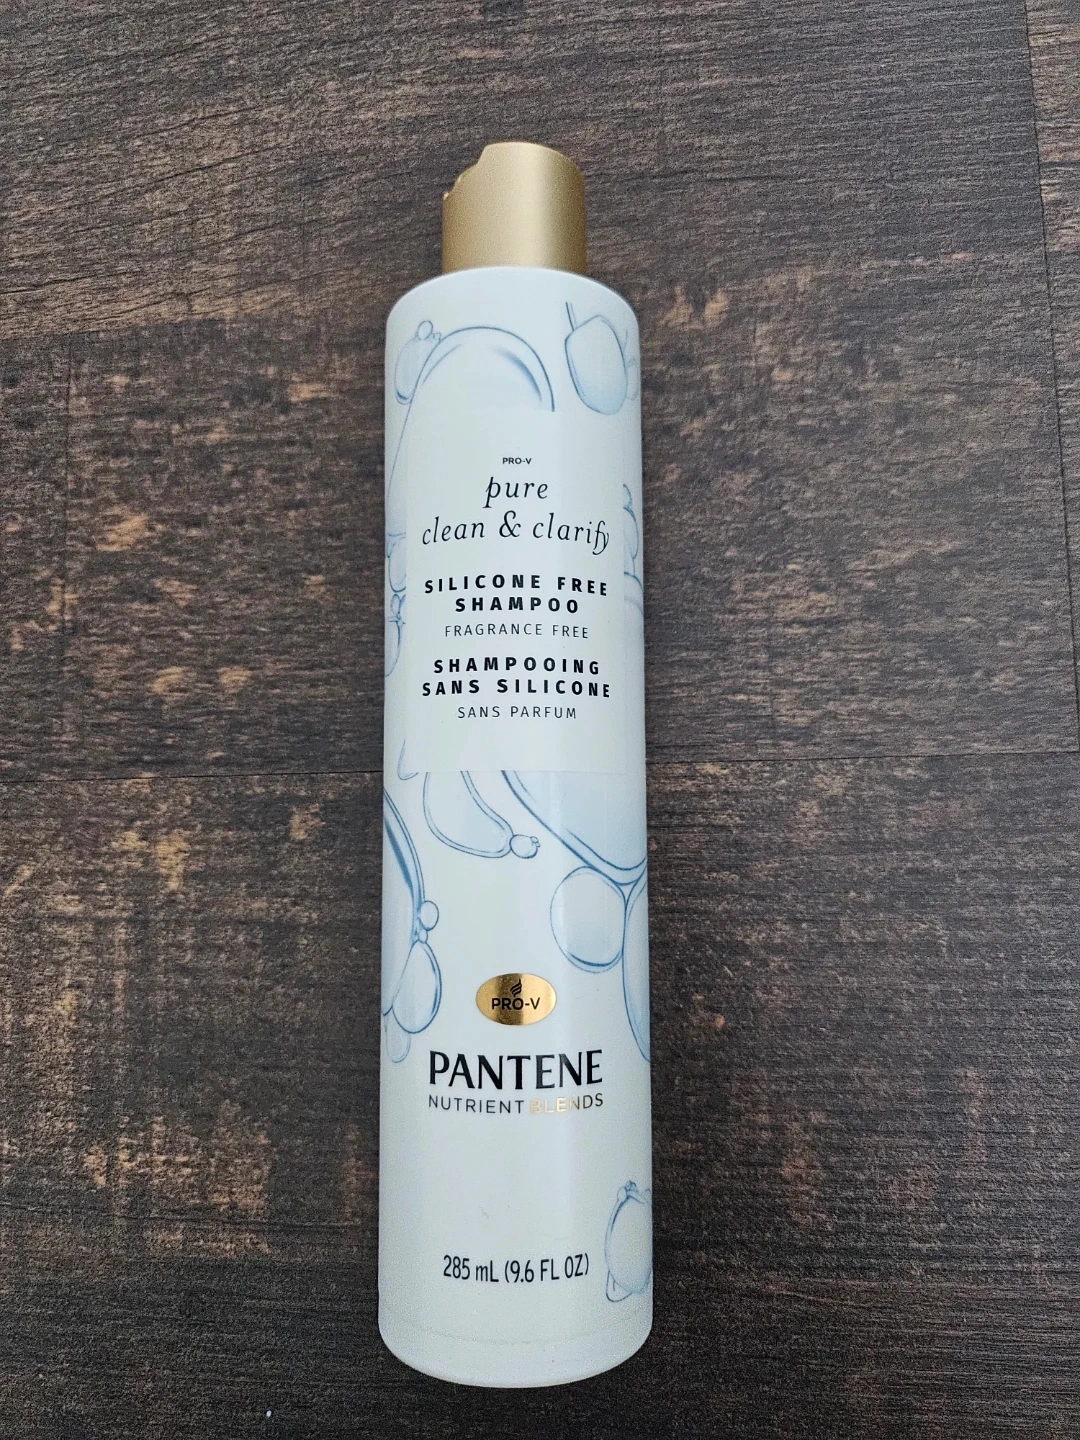 PRO-V
pure
clean & clarify
SILICONE FREE
SHAMPOO
FRAGRANCE FREE
SHAMPOOING
SANS SILICONE
SANS PARFUM
PRO-V
PANTENE
NUTRIENT BLENDS
285 mL (9.6 FL OZ)